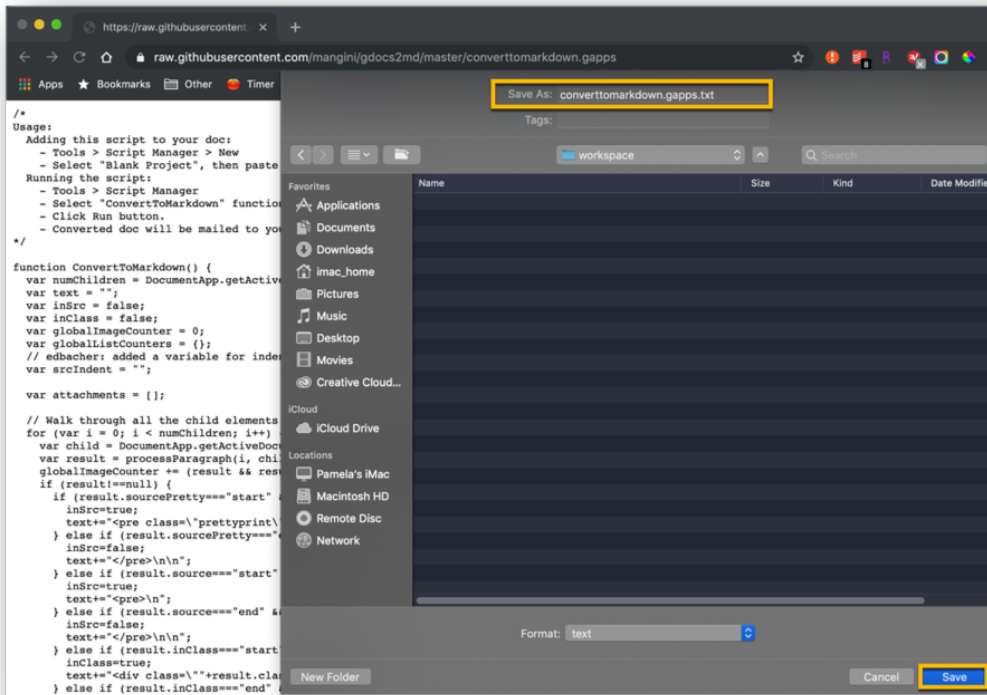 https://raw.githubusercontent.
raw.githubusercontent.com/mangini/gdocs2md/master/converttomarkdown.gapps
8
Apps
Bookmarks
Other
Timer
/*
Usage:
Adding this script to your doc:
- Tools > Script Manager > New
- Select "Blank Project", then paste
Running the script:
- Tools > Script Manager
- Select "ConvertToMarkdown" functio
- Click Run button.
- Converted doc will be mailed to yo
*/
function ConvertToMarkdown() {
var numChildren = DocumentApp.getActive
var text = "";
var inSrc = false;
var inClass = false;
var globalImageCounter = 0;
var globalListCounters = {};
// edbacher: added a variable for inden
var srcIndent = "";
var attachments = [];
// Walk through all the child elements
for (var i = 0; i < numChildren; i++)
var child = DocumentApp.getActiveDoc
var result = processParagraph(i, chi
globalImageCounter += (result && res
if (result!==null) {
if (result.sourcePretty==="start" &
inSrc=true;
text+="<pre class=\"prettyprint\
} else if (result.sourcePretty==="e
inSrc=false;
text+="</pre>\n\n";
} else if (result.source==="start"
inSrc=true;
text+="<pre>\n";
} else if (result.source==="end" &&
inSrc=false;
text+="</pre>\n\n";
} else if (result.inClass==="start"
inClass=true;
text+="<div class=\""+result.clas
} else if (result.inClass==="end"
Save As: converttomarkdown.gapps.txt
Tags:
workspace
Search
Favorites
Applications
Documents
Downloads
imac_home
Pictures
Music
Desktop
Movies
Creative Cloud...
iCloud
iCloud Drive
Locations
Pamela's iMac
Macintosh HD
Remote Disc
Network
Name Size Kind Date Modifie
Format: text
New Folder
Cancel
Save